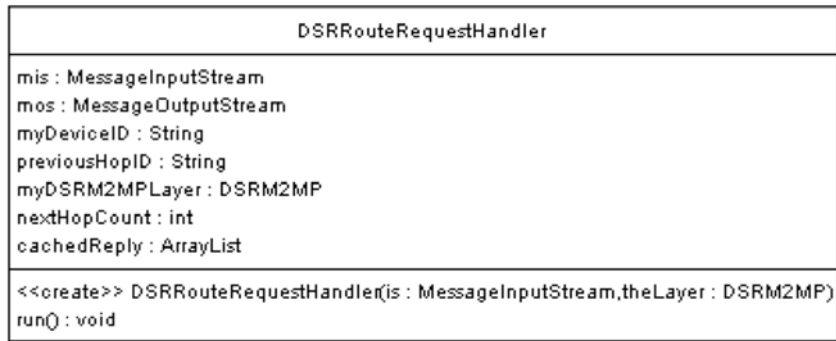 DSRRouteRequestHandler
mis : MessageInputStream
mos : MessageOutputStream
myDeviceID : String
previousHopID : String
myDSRM2MPLayer : DSRM2MP
nextHopCount : int
cachedReply : ArrayList
<<create>> DSRRouteRequestHandler(is : MessageInputStream,theLayer : DSRM2MP)
run() : void